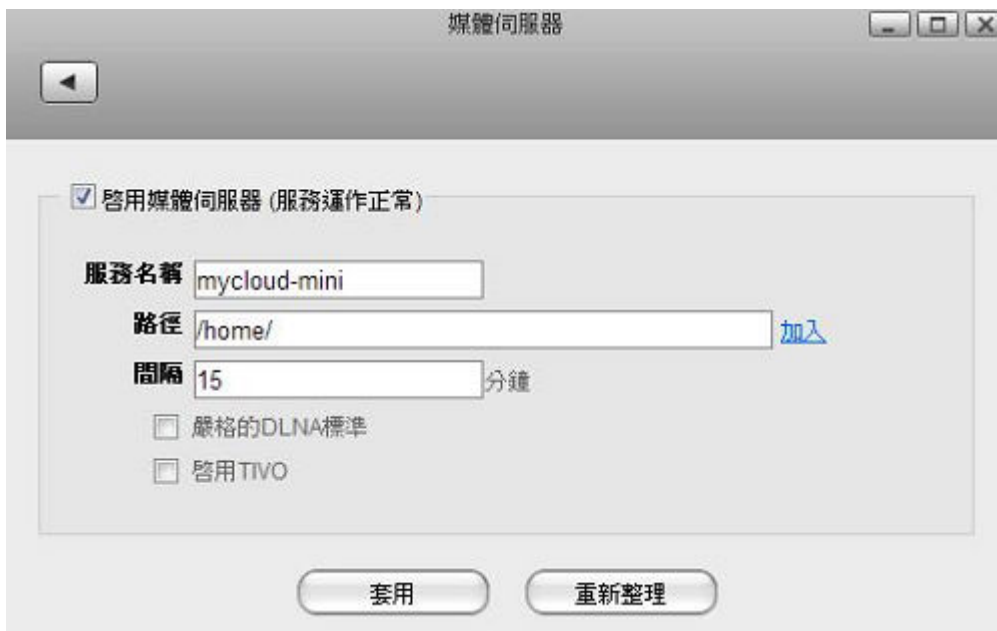 媒體伺服器
啓用媒體伺服器 (服務運作正常)
服務名稱 mycloud-mini
路徑 /home/ 加入
間隔 15 分鐘
嚴格的DLNA標準
啓用TIVO
套用 重新整理